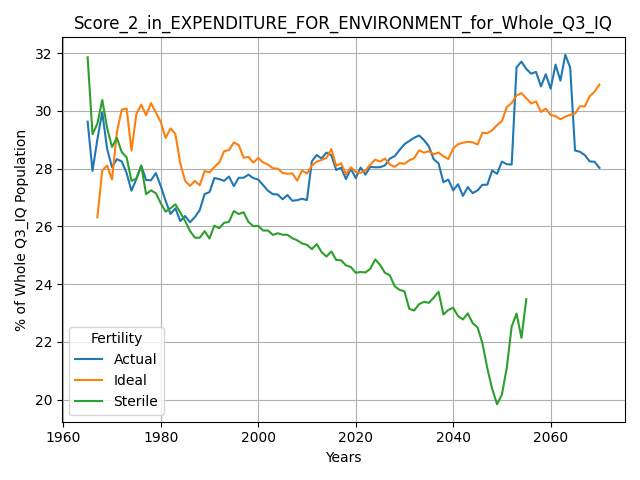 Score_2_in_EXPENDITURE_FOR_ENVIRONMENT_for_Whole_Q3_IQ
% of Whole Q3_IQ Population
32
30
28
26
24
22
20
Fertility
Actual
Ideal
Sterile
1960 1980 2000 2020 2040 2060
Years